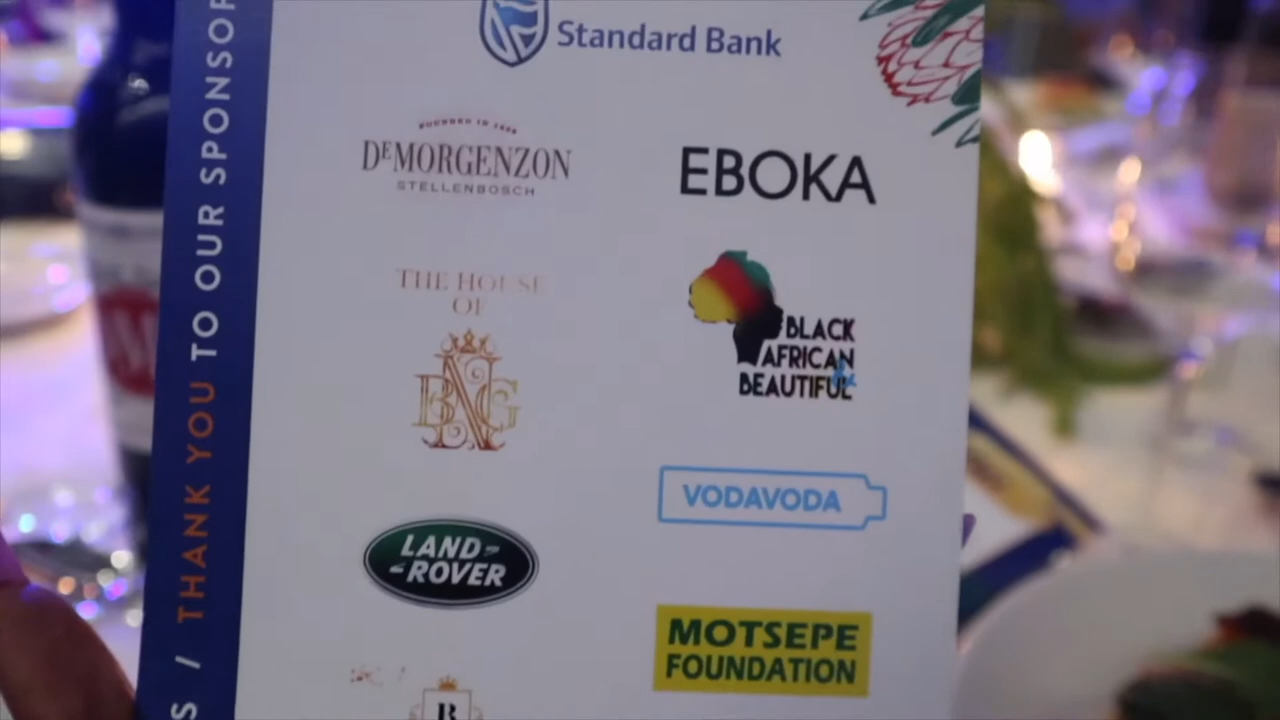 S / THANK YOU TO OUR SPONSOR
Standard Bank
DEMORGENZON
STELLENBOSCH
EBOKA
THE HOUSE
OF
BNG
BLACK
AFRICAN
&
BEAUTIFUL
VODAVODA
LAND
ROVER
MOTSEPE
FOUNDATION
B